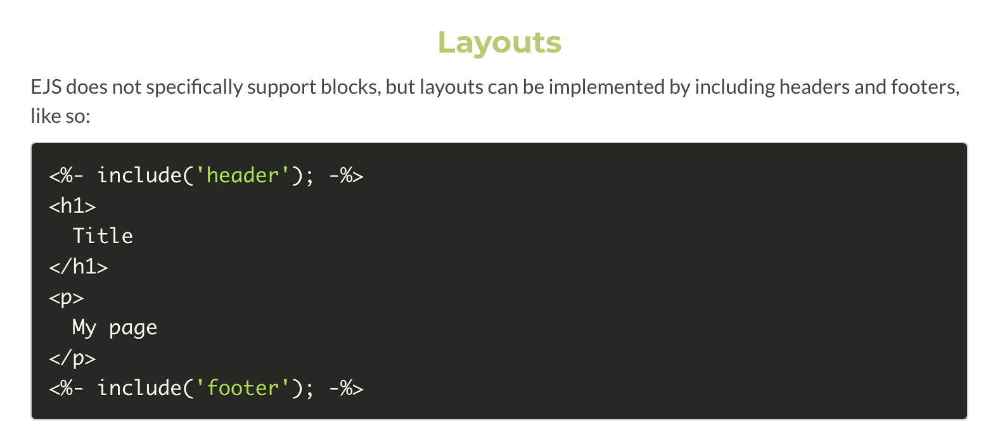 Layouts
EJS does not specifically support blocks, but layouts can be implemented by including headers and footers,
like so:
<%- include('header'); -%>
<h1>
  Title
</h1>
<p>
  My page
</p>
<%- include('footer'); -%>